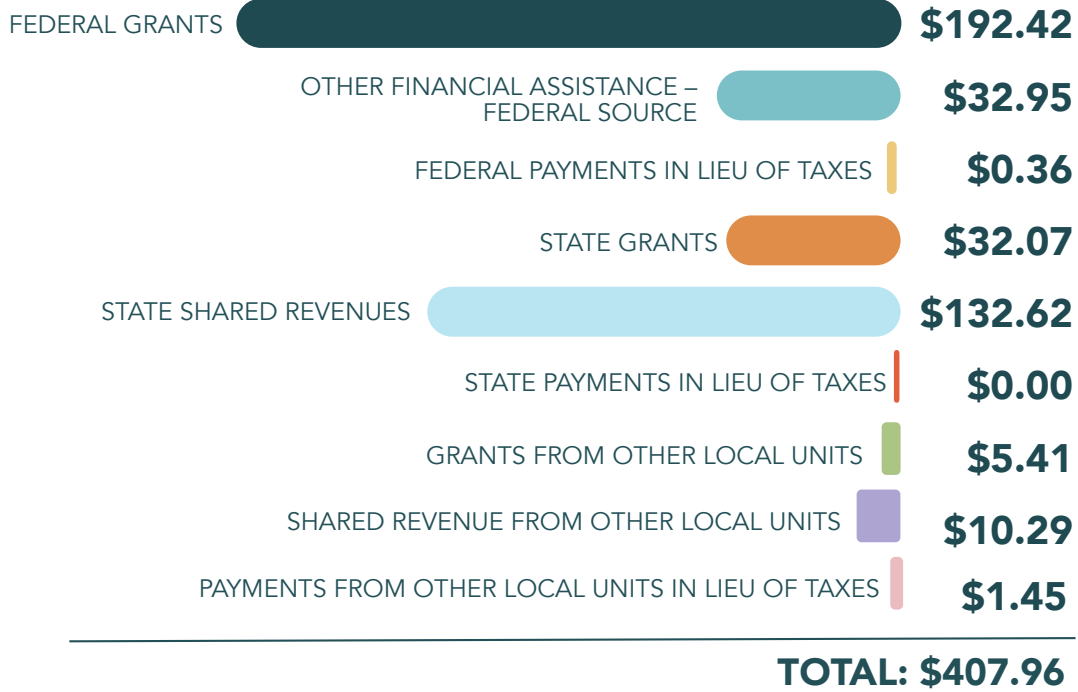 FEDERAL GRANTS $192.42
OTHER FINANCIAL ASSISTANCE –
FEDERAL SOURCE $32.95
FEDERAL PAYMENTS IN LIEU OF TAXES $0.36
STATE GRANTS $32.07
STATE SHARED REVENUES $132.62
STATE PAYMENTS IN LIEU OF TAXES $0.00
GRANTS FROM OTHER LOCAL UNITS $5.41
SHARED REVENUE FROM OTHER LOCAL UNITS $10.29
PAYMENTS FROM OTHER LOCAL UNITS IN LIEU OF TAXES $1.45
TOTAL: $407.96